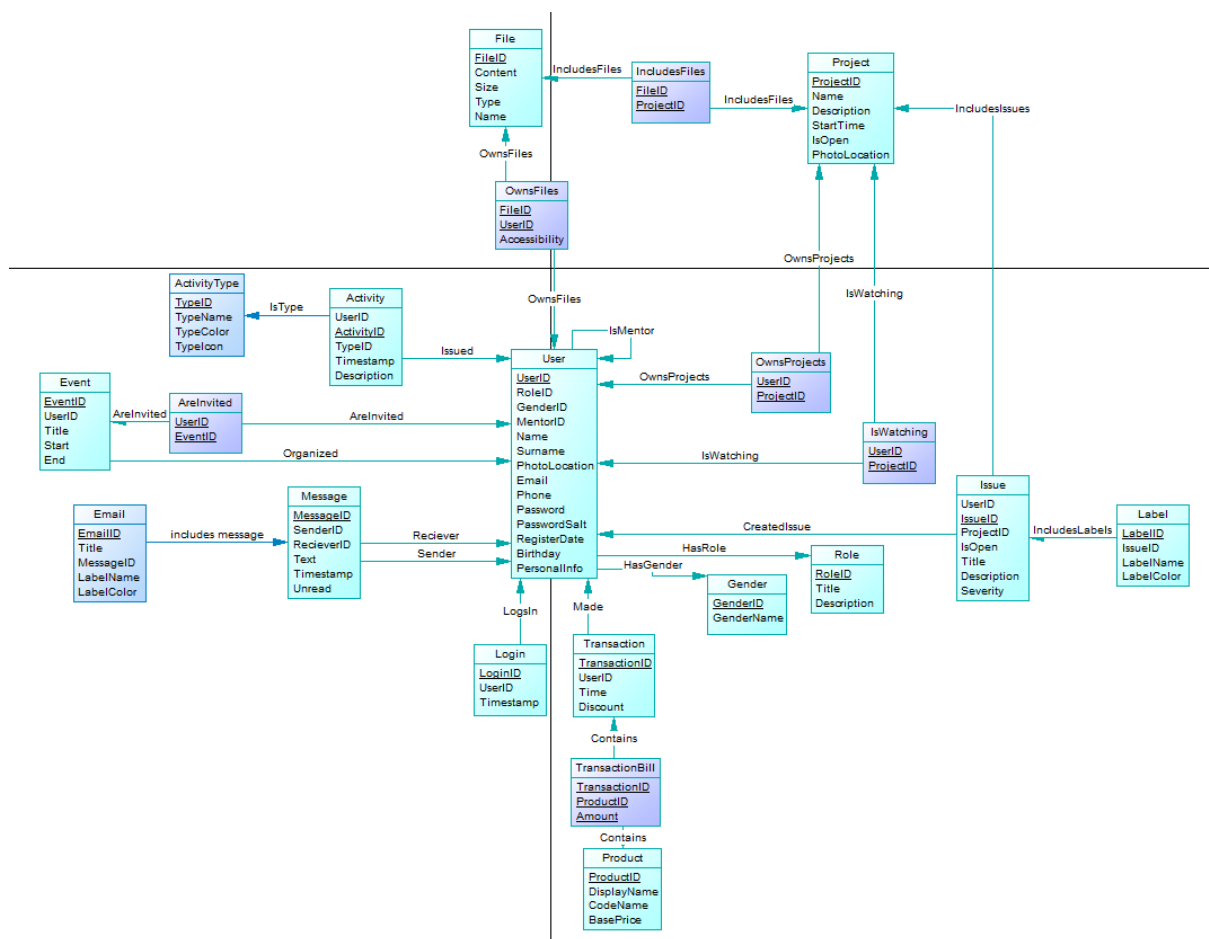 File
FileID
Content
Size
Type
Name
IncludesFiles
IncludesFiles
FileID
ProjectID
IncludesFiles
Project
ProjectID
Name
Description
StartTime
IsOpen
PhotoLocation
IncludesIssues
OwnsFiles
OwnsFiles
FileID
UserID
Accessibility
OwnsFiles
OwnsProjects
IsWatching
ActivityType
TypeID
TypeName
TypeColor
TypeIcon
IsType
Activity
UserID
ActivityID
TypeID
Timestamp
Description
Issued
IsMentor
User
UserID
RoleID
GenderID
MentorID
Name
Surname
PhotoLocation
Email
Phone
Password
PasswordSalt
RegisterDate
Birthday
PersonalInfo
OwnsProjects
OwnsProjects
UserID
ProjectID
Event
EventID
UserID
Title
Start
End
AreInvited
AreInvited
UserID
EventID
AreInvited
Organized
IsWatching
IsWatching
UserID
ProjectID
Email
EmailID
Title
MessageID
LabelName
LabelColor
includes message
Message
MessageID
SenderID
RecieverID
Text
Timestamp
Unread
Reciever
Sender
CreatedIssue
Issue
UserID
IssueID
ProjectID
IsOpen
Title
Description
Severity
IncludesLabels
Label
LabelID
IssueID
LabelName
LabelColor
HasRole
Role
RoleID
Title
Description
HasGender
Gender
GenderID
GenderName
LogsIn
Login
LoginID
UserID
Timestamp
Made
Transaction
TransactionID
UserID
Time
Discount
Contains
TransactionBill
TransactionID
ProductID
Amount
Contains
Product
ProductID
DisplayName
CodeName
BasePrice